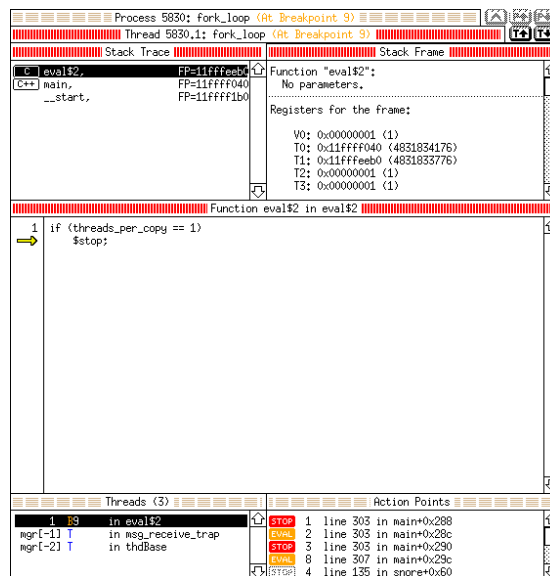 Process 5830: fork_loop (At Breakpoint 9)
Thread 5830.1: fork_loop (At Breakpoint 9) T+ T+
Stack Trace
Stack Frame
C eval$2, FP=11fffeeb0
C++ main, FP=11ffff040
__start, FP=11ffff1b0
Function "eval$2":
No parameters.
Registers for the frame:
V0: 0x00000001 (1)
T0: 0x11ffff040 (4831834176)
T1: 0x11fffeeb0 (4831833776)
T2: 0x00000001 (1)
T3: 0x00000001 (1)
Function eval$2 in eval$2
1 if (threads_per_copy == 1)
$stop;
Threads (3)
Action Points
1 B9 in eval$2
mgr[-1] T in msg_receive_trap
mgr[-2] T in thdBase
STOP 1 line 303 in main+0x288
EVAL 2 line 303 in main+0x28c
STOP 3 line 303 in main+0x290
EVAL 8 line 307 in main+0x29c
STOP 4 line 135 in snore+0x60